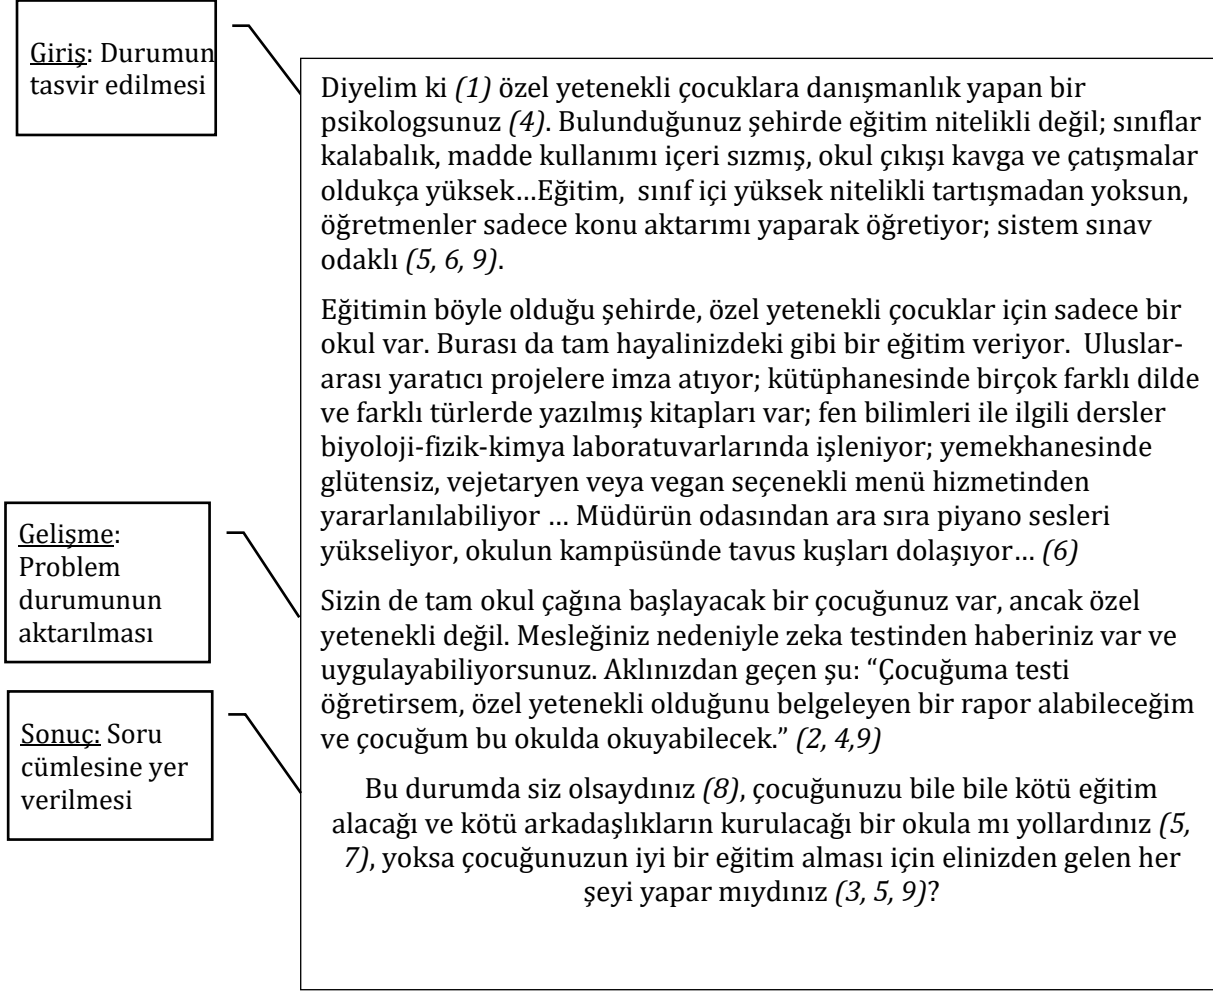 Giriş: Durumun
tasvir edilmesi
Diyelim ki (1) özel yetenekli çocuklara danışmanlık yapan bir
psikologsunuz (4). Bulunduğunuz şehirde eğitim nitelikli değil; sınıflar
kalabalık, madde kullanımı içeri sızmış, okul çıkışı kavga ve çatışmalar
oldukça yüksek…Eğitim,  sınıf içi yüksek nitelikli tartışmadan yoksun,
öğretmenler sadece konu aktarımı yaparak öğretiyor; sistem sınav
odaklı (5, 6, 9).
Eğitimin böyle olduğu şehirde, özel yetenekli çocuklar için sadece bir
okul var. Burası da tam hayalinizdeki gibi bir eğitim veriyor.  Uluslar-
arası yaratıcı projelere imza atıyor; kütüphanesinde birçok farklı dilde
ve farklı türlerde yazılmış kitapları var; fen bilimleri ile ilgili dersler
biyoloji-fizik-kimya laboratuvarlarında işleniyor; yemekhanesinde
glütensiz, vejetaryen veya vegan seçenekli menü hizmetinden
yararlanılabiliyor … Müdürün odasından ara sıra piyano sesleri
yükseliyor, okulun kampüsünde tavus kuşları dolaşıyor… (6)
Gelişme:
Problem
durumunun
aktarılması
Sizin de tam okul çağına başlayacak bir çocuğunuz var, ancak özel
yetenekli değil. Mesleğiniz nedeniyle zeka testinden haberiniz var ve
uygulayabiliyorsunuz. Aklınızdan geçen şu: “Çocuğuma testi
öğretirsem, özel yetenekli olduğunu belgeleyen bir rapor alabileceğim
ve çocuğum bu okulda okuyabilecek.” (2, 4,9)
Sonuç: Soru
cümlesine yer
verilmesi
Bu durumda siz olsaydınız (8), çocuğunuzu bile bile kötü eğitim
alacağı ve kötü arkadaşlıkların kurulacağı bir okula mı yollardınız (5,
7), yoksa çocuğunuzun iyi bir eğitim alması için elinizden gelen her
şeyi yapar mıydınız (3, 5, 9)?